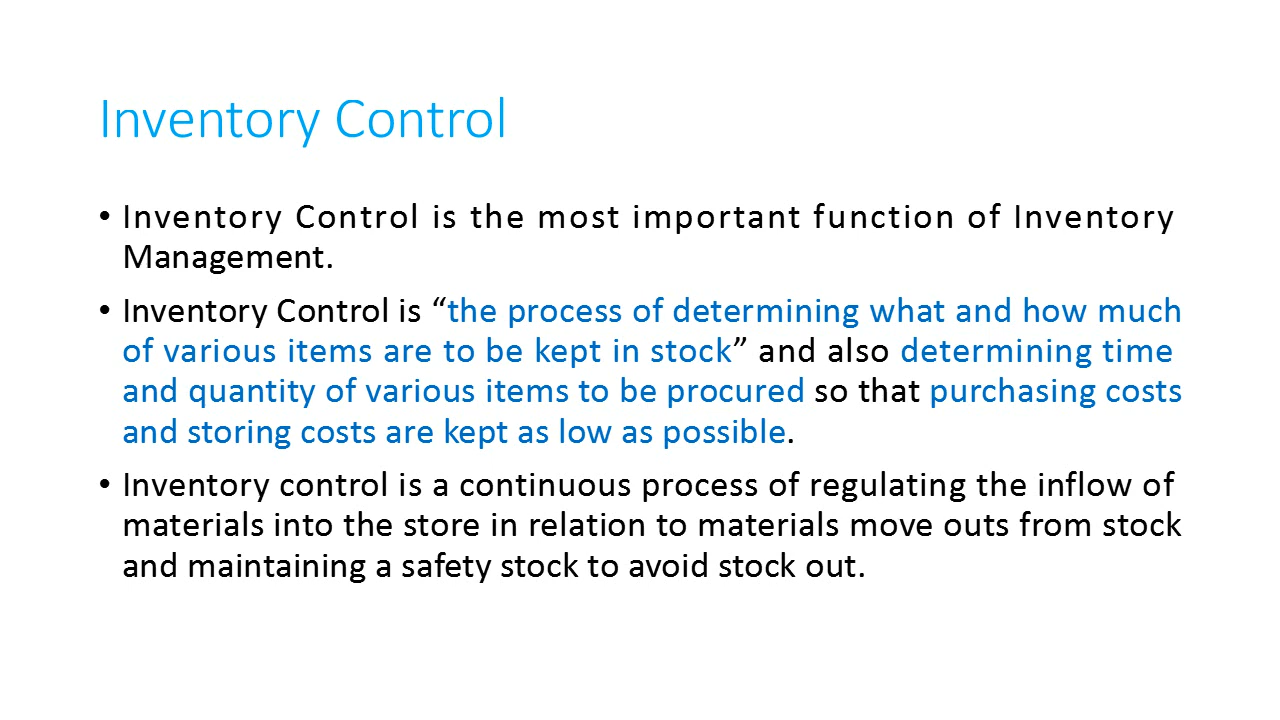 Inventory Control
• Inventory Control is the most important function of Inventory
Management.
• Inventory Control is “the process of determining what and how much
of various items are to be kept in stock” and also determining time
and quantity of various items to be procured so that purchasing costs
and storing costs are kept as low as possible.
• Inventory control is a continuous process of regulating the inflow of
materials into the store in relation to materials move outs from stock
and maintaining a safety stock to avoid stock out.